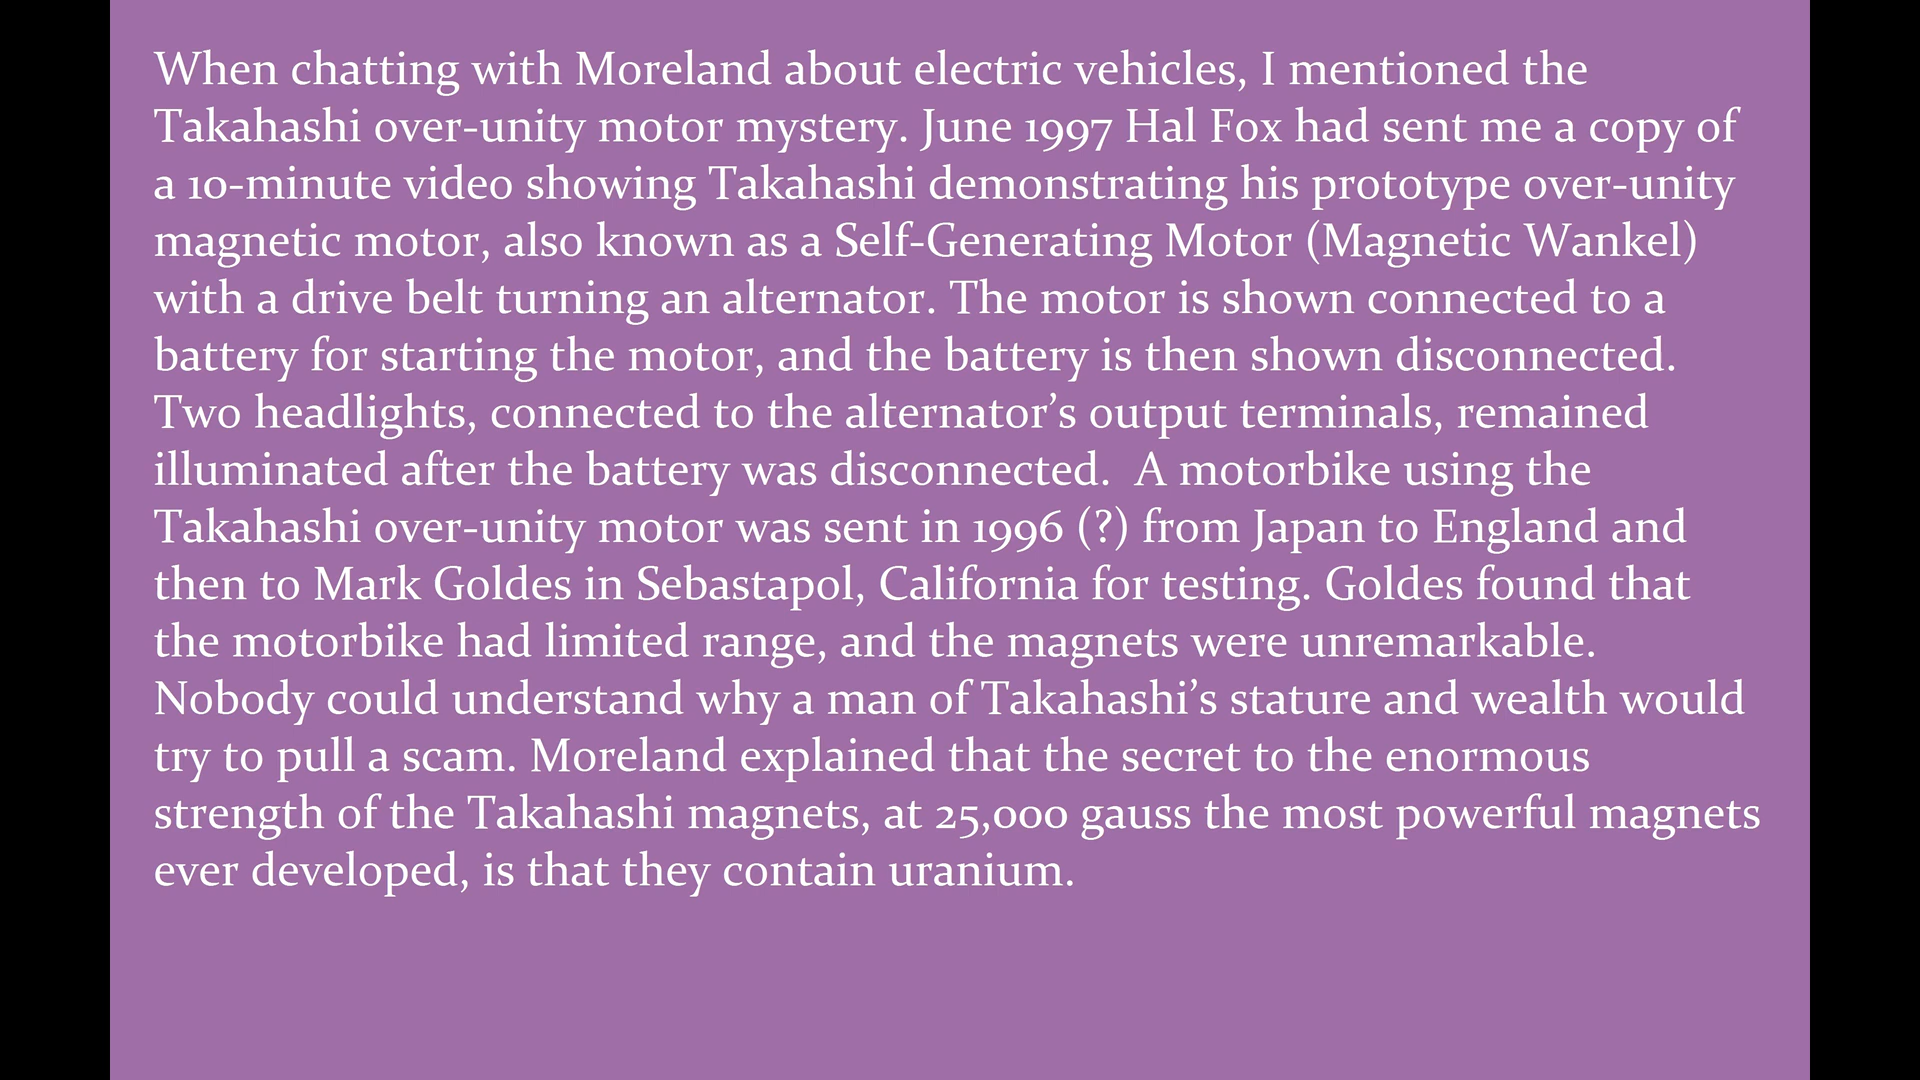 When chatting with Moreland about electric vehicles, I mentioned the
Takahashi over-unity motor mystery. June 1997 Hal Fox had sent me a copy of
a 10-minute video showing Takahashi demonstrating his prototype over-unity
magnetic motor, also known as a Self-Generating Motor (Magnetic Wankel)
with a drive belt turning an alternator. The motor is shown connected to a
battery for starting the motor, and the battery is then shown disconnected.
Two headlights, connected to the alternator’s output terminals, remained
illuminated after the battery was disconnected.  A motorbike using the
Takahashi over-unity motor was sent in 1996 (?) from Japan to England and
then to Mark Goldes in Sebastapol, California for testing. Goldes found that
the motorbike had limited range, and the magnets were unremarkable.
Nobody could understand why a man of Takahashi’s stature and wealth would
try to pull a scam. Moreland explained that the secret to the enormous
strength of the Takahashi magnets, at 25,000 gauss the most powerful magnets
ever developed, is that they contain uranium.